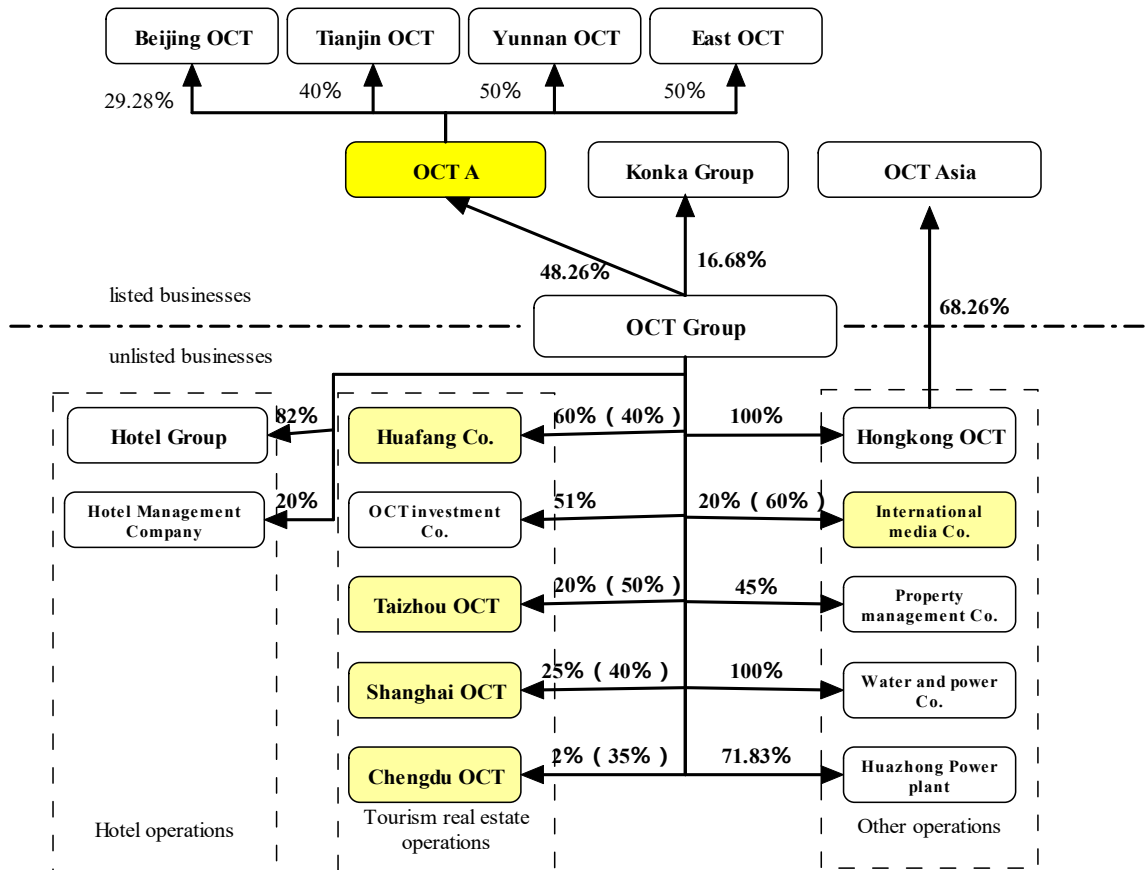 Beijing OCT
Tianjin OCT
Yunnan OCT
East OCT
29.28%
40%
50%
50%
OCT A
Konka Group
OCT Asia
48.26%
16.68%
68.26%
listed businesses
OCT Group
unlisted businesses
Hotel Group
82%
Huafang Co.
60% ( 40% )
100%
Hongkong OCT
Hotel Management
Company
20%
OCT investment
Co.
51%
20% ( 60% )
International
media Co.
Taizhou OCT
20% ( 50% )
45%
Property
management Co.
Shanghai OCT
25% ( 40% )
100%
Water and power
Co.
Chengdu OCT
2% ( 35% )
71.83%
Huazhong Power
plant
Hotel operations
Tourism real estate
operations
Other operations